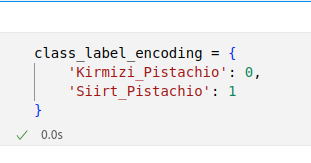 class_label_encoding = {
    'Kirmizi_Pistachio': 0,
    'Siirt_Pistachio': 1
}
✓ 0.0s